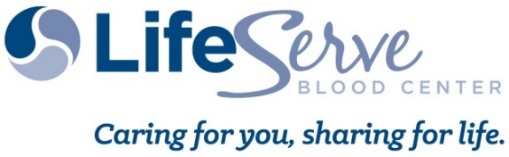 LifeServe
BLOOD CENTER
Caring for you, sharing for life.